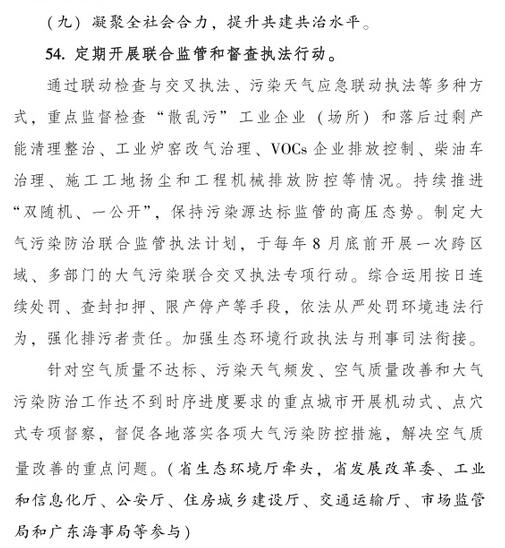 （九）凝聚全社会合力，提升共建共治水平。
54. 定期开展联合监管和督查执法行动。
通过联动检查与交叉执法、污染天气应急联动执法等多种方
式，重点监督检查“散乱污”工业企业（场所）和落后过剩产
能清理整治、工业炉窑改气治理、VOCs 企业排放控制、柴油车
治理、施工工地扬尘和工程机械排放防控等情况。持续推进
“双随机、一公开”，保持污染源达标监管的高压态势。制定大
气污染防治联合监管执法计划，于每年 8 月底前开展一次跨区
域、多部门的大气污染联合交叉执法专项行动。综合运用按日连
续处罚、查封扣押、限产停产等手段，依法从严处罚环境违法行
为，强化排污者责任。加强生态环境行政执法与刑事司法衔接。
针对空气质量不达标、污染天气频发、空气质量改善和大气
污染防治工作达不到时序进度要求的重点城市开展机动式、点穴
式专项督察，督促各地落实各项大气污染防控措施，解决空气质
量改善的重点问题。（省生态环境厅牵头，省发展改革委、工业
和信息化厅、公安厅、住房城乡建设厅、交通运输厅、市场监管
局和广东海事局等参与）